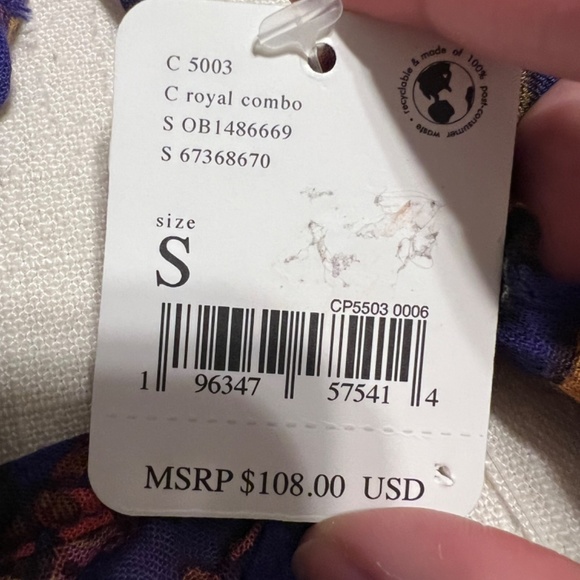 C 5003
C royal combo
S OB1486669
S 67368670
recyclable & made of 100% post-consumer waste
size
S
CP5503 0006
1 96347 57541 4
MSRP $108.00 USD